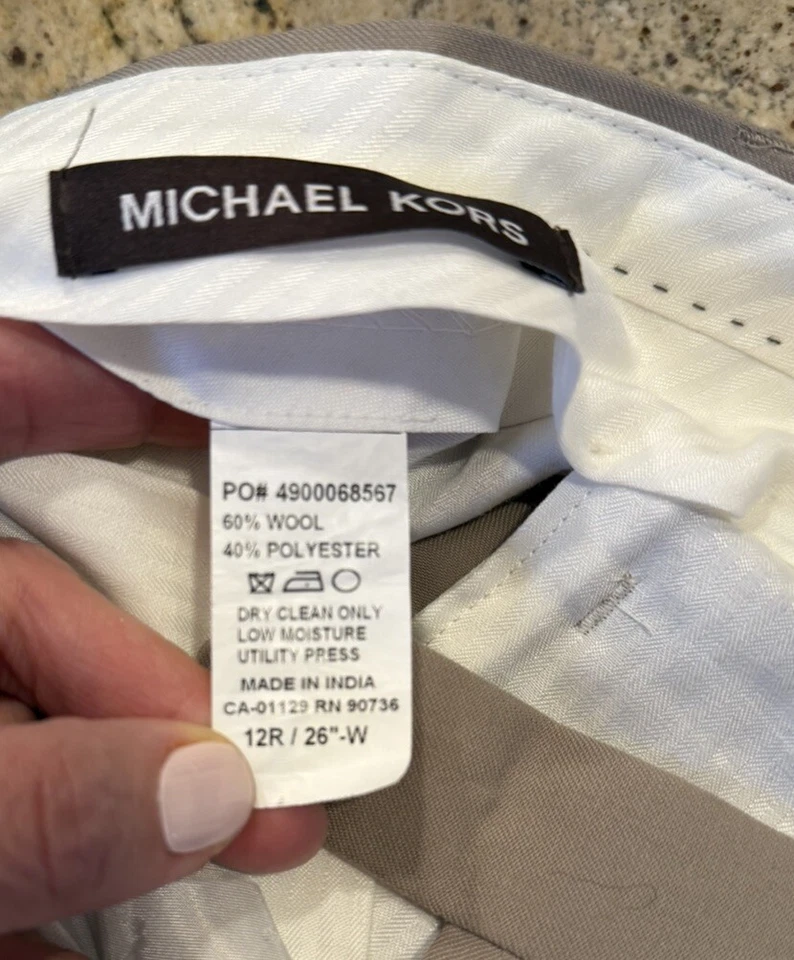 MICHAEL KORS
PO# 4900068567
60% WOOL
40% POLYESTER
DRY CLEAN ONLY
LOW MOISTURE
UTILITY PRESS
MADE IN INDIA
CA-01129 RN 90736
12R / 26"-W